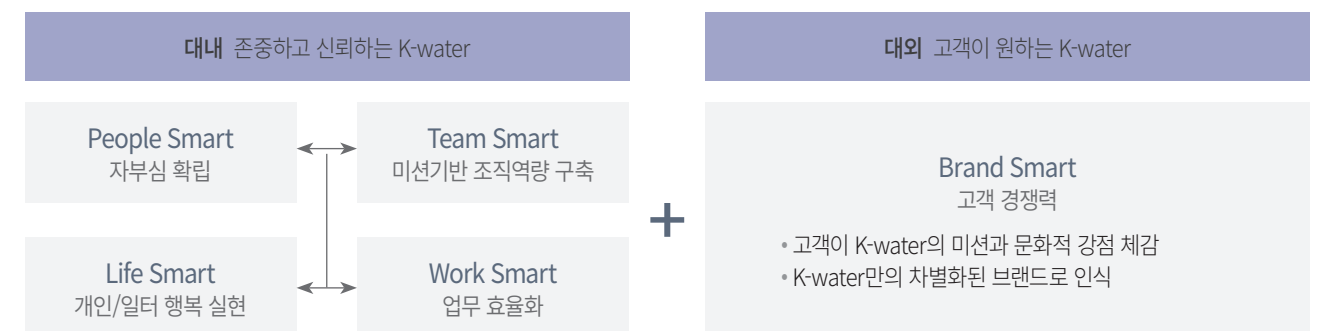 대내 존중하고 신뢰하는 K-water
People Smart
자부심 확립
Team Smart
미션기반 조직역량 구축
Life Smart
개인/일터 행복 실현
Work Smart
업무 효율화
+
대외 고객이 원하는 K-water
Brand Smart
고객 경쟁력
• 고객이 K-water의 미션과 문화적 강점 체감
• K-water만의 차별화된 브랜드로 인식